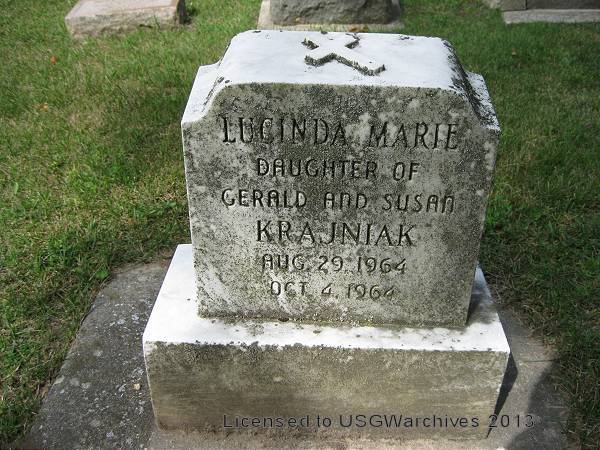 LUCINDA MARIE
DAUGHTER OF
GERALD AND SUSAN
KRAJNIAK
AUG. 29. 1964
OCT. 4. 1964
Licensed to USGWarchives 2013